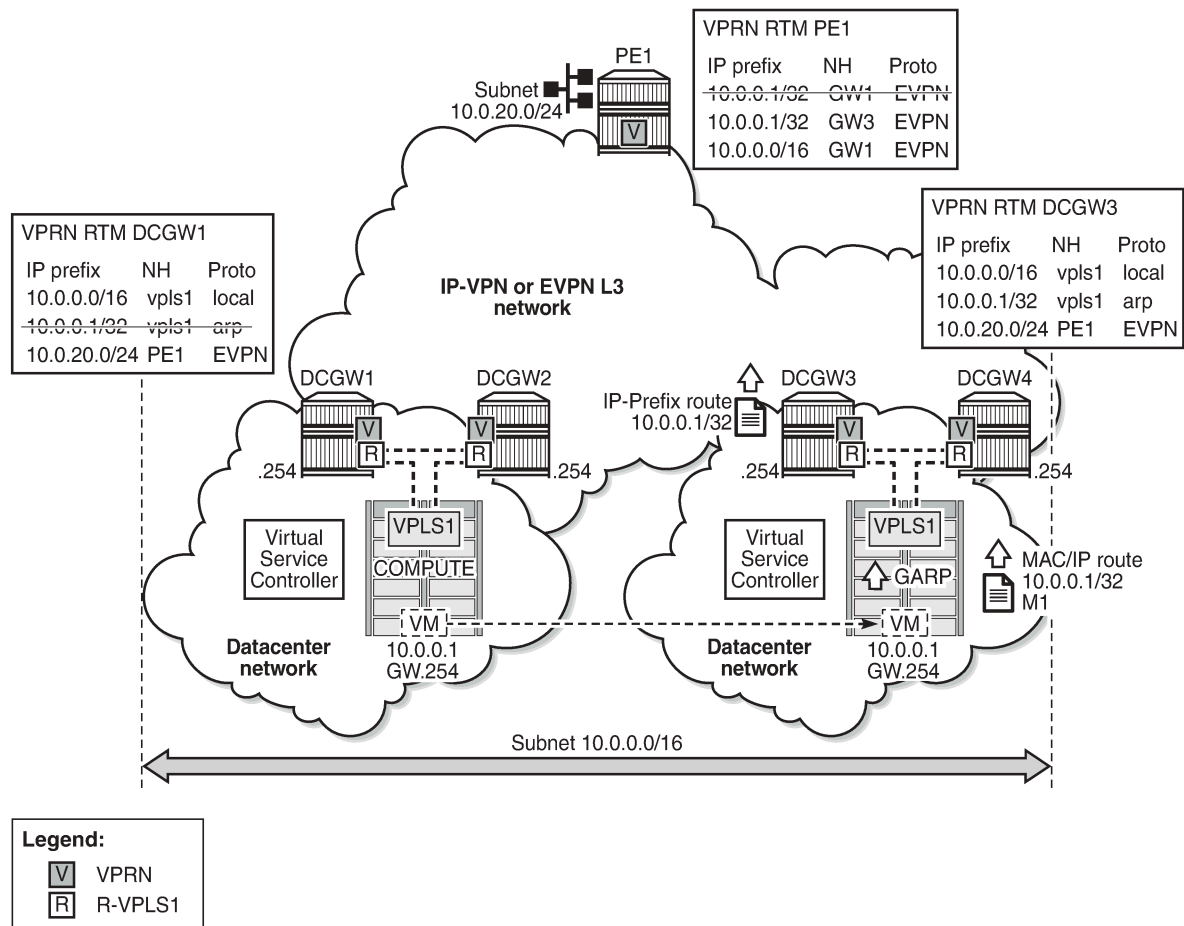 PE1
Subnet
10.0.20.0/24
V
VPRN RTM PE1
IP prefix NH Proto
10.0.0.1/32 GW1 EVPN
10.0.0.1/32 GW3 EVPN
10.0.0.0/16 GW1 EVPN
VPRN RTM DCGW1
IP prefix NH Proto
10.0.0.0/16 vpls1 local
10.0.0.1/32 vpls1 arp
10.0.20.0/24 PE1 EVPN
VPRN RTM DCGW3
IP prefix NH Proto
10.0.0.0/16 vpls1 local
10.0.0.1/32 vpls1 arp
10.0.20.0/24 PE1 EVPN
IP-VPN or EVPN L3
network
DCGW1
V
R
.254
DCGW2
V
R
.254
IP-Prefix route
10.0.0.1/32
DCGW3
V
R
.254
DCGW4
V
R
.254
Virtual
Service
Controller
VPLS1
COMPUTE
VM
10.0.0.1
GW.254
Datacenter
network
Virtual
Service
Controller
VPLS1
GARP
VM
10.0.0.1
GW.254
Datacenter
network
MAC/IP route
10.0.0.1/32
M1
Subnet 10.0.0.0/16
Legend:
V VPRN
R R-VPLS1